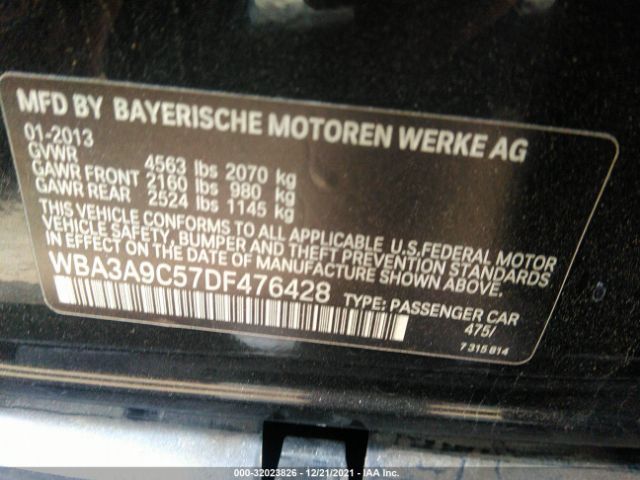 MFD BY BAYERISCHE MOTOREN WERKE AG
01-2013
GVWR 4563 lbs 2070 kg
GAWR FRONT 2160 lbs 980 kg
GAWR REAR 2524 lbs 1145 kg
THIS VEHICLE CONFORMS TO ALL APPLICABLE U.S.FEDERAL MOTOR
VEHICLE SAFETY, BUMPER AND THEFT PREVENTION STANDARDS
IN EFFECT ON THE DATE OF MANUFACTURE SHOWN ABOVE.
WBA3A9C57DF476428 TYPE: PASSENGER CAR
475/
7 315 814
000-32023826 - 12/21/2021 - IAA Inc.